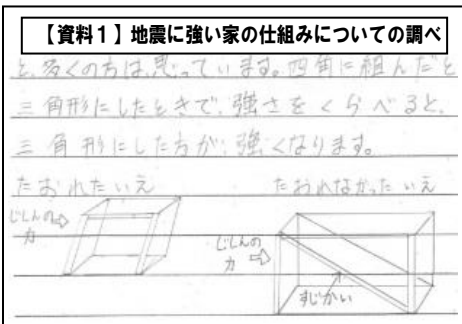 【資料1】地震に強い家の仕組みについての調べ
と、多くの方は、思っています。四角に組んだと
三角形にしたときで、強さをくらべると、
三角形にした方が、強くなります。
たおれたいえ　たおれなかったいえ
じしんの力
じしんの力
すじかい